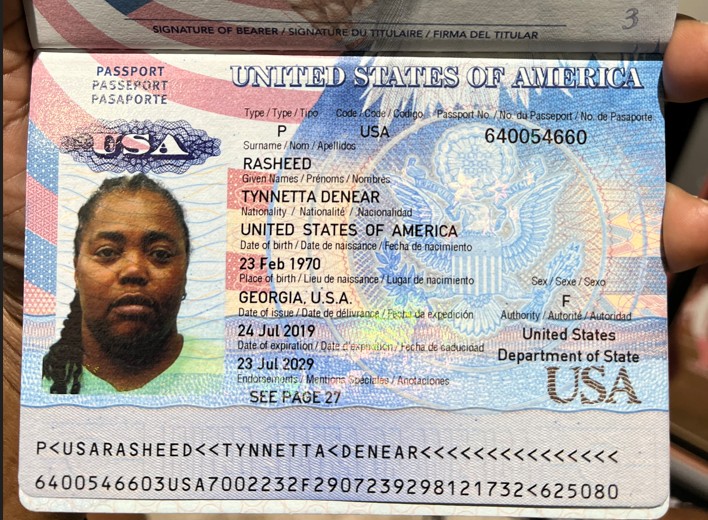 3
SIGNATURE OF BEARER / SIGNATURE DU TITULAIRE / FIRMA DEL TITULAR
PASSPORT
PASSEPORT
PASAPORTE
UNITED STATES OF AMERICA
USA
Type / Type / Tipo Code / Code / Código Passport No. / No. du Passeport / No. de Pasaporte
P USA 640054660
Surname / Nom / Apellidos
RASHEED
Given Names / Prénoms / Nombres
TYNNETTA DENEAR
Nationality / Nationalité / Nacionalidad
UNITED STATES OF AMERICA
Date of birth / Date de naissance / Fecha de nacimiento
23 Feb 1970
Place of birth / Lieu de naissance / Lugar de nacimiento Sex / Sexe / Sexo
GEORGIA, U.S.A. F
Date of issue / Date de délivrance / Fecha de expedición Authority / Autorité / Autoridad
24 Jul 2019 United States
Date of expiration / Date d'expiration / Fecha de caducidad Department of State
23 Jul 2029
Endorsements / Mentions Spéciales / Anotaciones
SEE PAGE 27 USA
P<USARASHEED<<TYNNETTA<DENEAR<<<<<<<<<<<<<<<
6400546603USA7002232F2907239298121732<625080